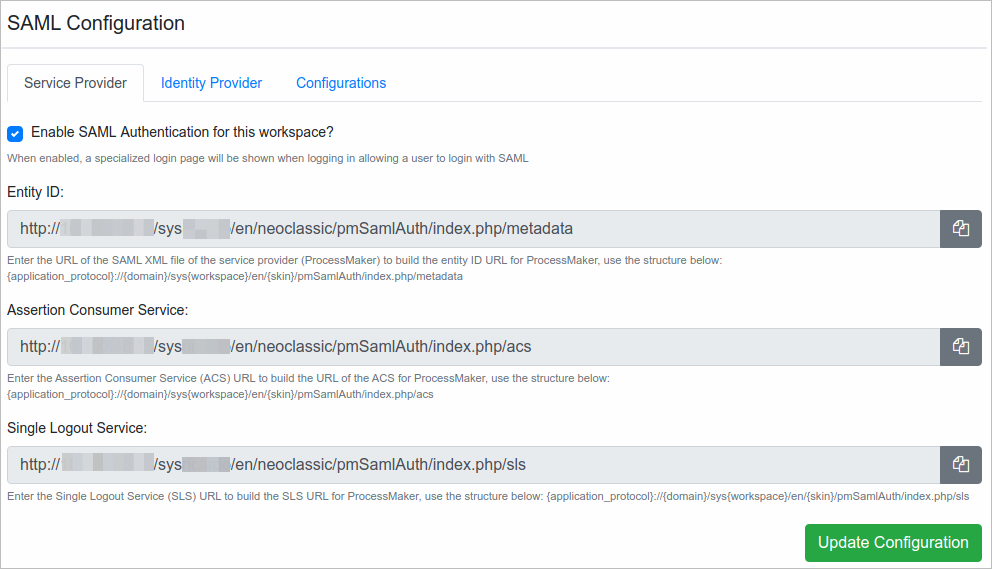 SAML Configuration
Service Provider Identity Provider Configurations
Enable SAML Authentication for this workspace?
When enabled, a specialized login page will be shown when logging in allowing a user to login with SAML
Entity ID:
http:// /sys /en/neoclassic/pmSamlAuth/index.php/metadata
Enter the URL of the SAML XML file of the service provider (ProcessMaker) to build the entity ID URL for ProcessMaker, use the structure below:
{application_protocol}://{domain}/sys{workspace}/en/{skin}/pmSamlAuth/index.php/metadata
Assertion Consumer Service:
http:// /sys /en/neoclassic/pmSamlAuth/index.php/acs
Enter the Assertion Consumer Service (ACS) URL to build the URL of the ACS for ProcessMaker, use the structure below:
{application_protocol}://{domain}/sys{workspace}/en/{skin}/pmSamlAuth/index.php/acs
Single Logout Service:
http:// /sys /en/neoclassic/pmSamlAuth/index.php/sls
Enter the Single Logout Service (SLS) URL to build the SLS URL for ProcessMaker, use the structure below: {application_protocol}://{domain}/sys{workspace}/en/{skin}/pmSamlAuth/index.php/sls
Update Configuration